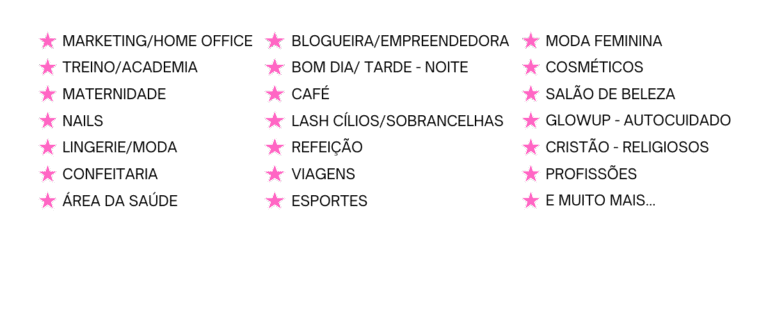 MARKETING/HOME OFFICE
TREINO/ACADEMIA
MATERNIDADE
NAILS
LINGERIE/MODA
CONFEITARIA
ÁREA DA SAÚDE
BLOGUEIRA/EMPREENDEDORA
BOM DIA/ TARDE - NOITE
CAFÉ
LASH CÍLIOS/SOBRANCELHAS
REFEIÇÃO
VIAGENS
ESPORTES
MODA FEMININA
COSMÉTICOS
SALÃO DE BELEZA
GLOWUP - AUTOCUIDADO
CRISTÃO - RELIGIOSOS
PROFISSÕES
E MUITO MAIS...